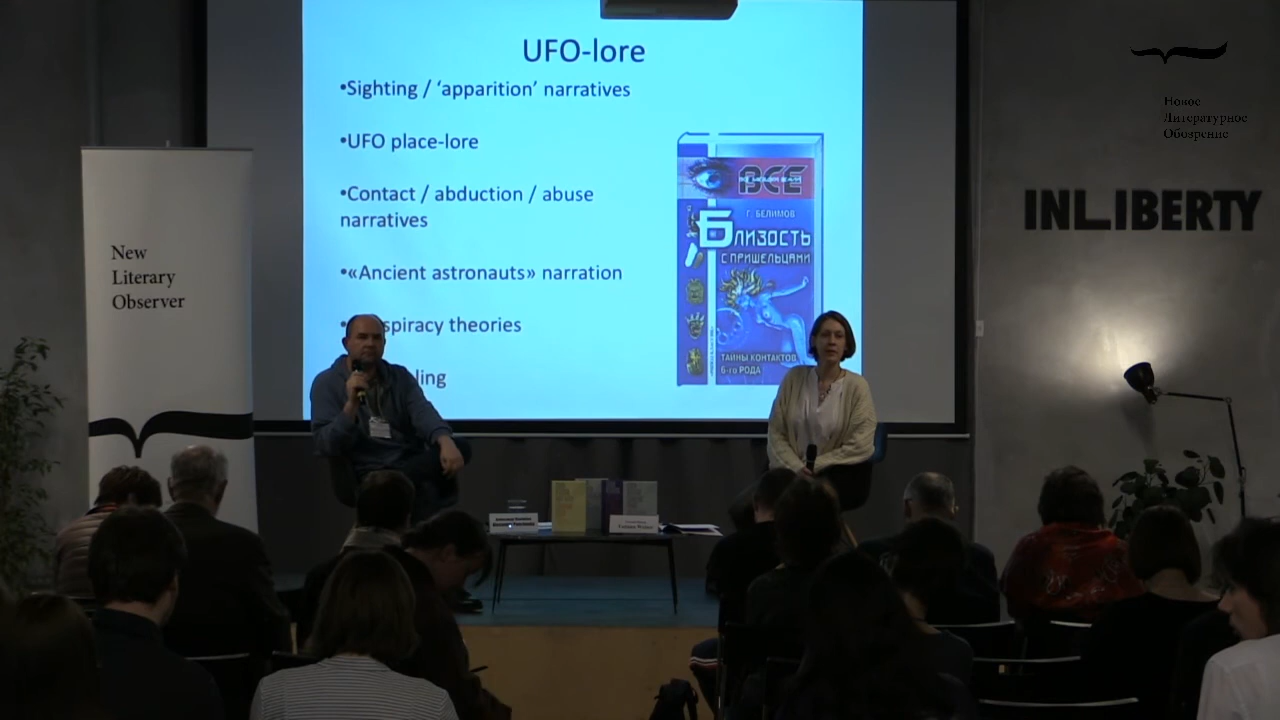 UFO-lore
•Sighting / ‘apparition’ narratives
•UFO place-lore
•Contact / abduction / abuse
narratives
•«Ancient astronauts» narration
spiracy theories
ling
ВСЕ
Г. БЕЛИМОВ
Близость
с пришельцами
ТАЙНЫ КОНТАКТОВ
6-го РОДА
New
Literary
Observer
Новое
Литературное
Обозрение
INLIBERTY